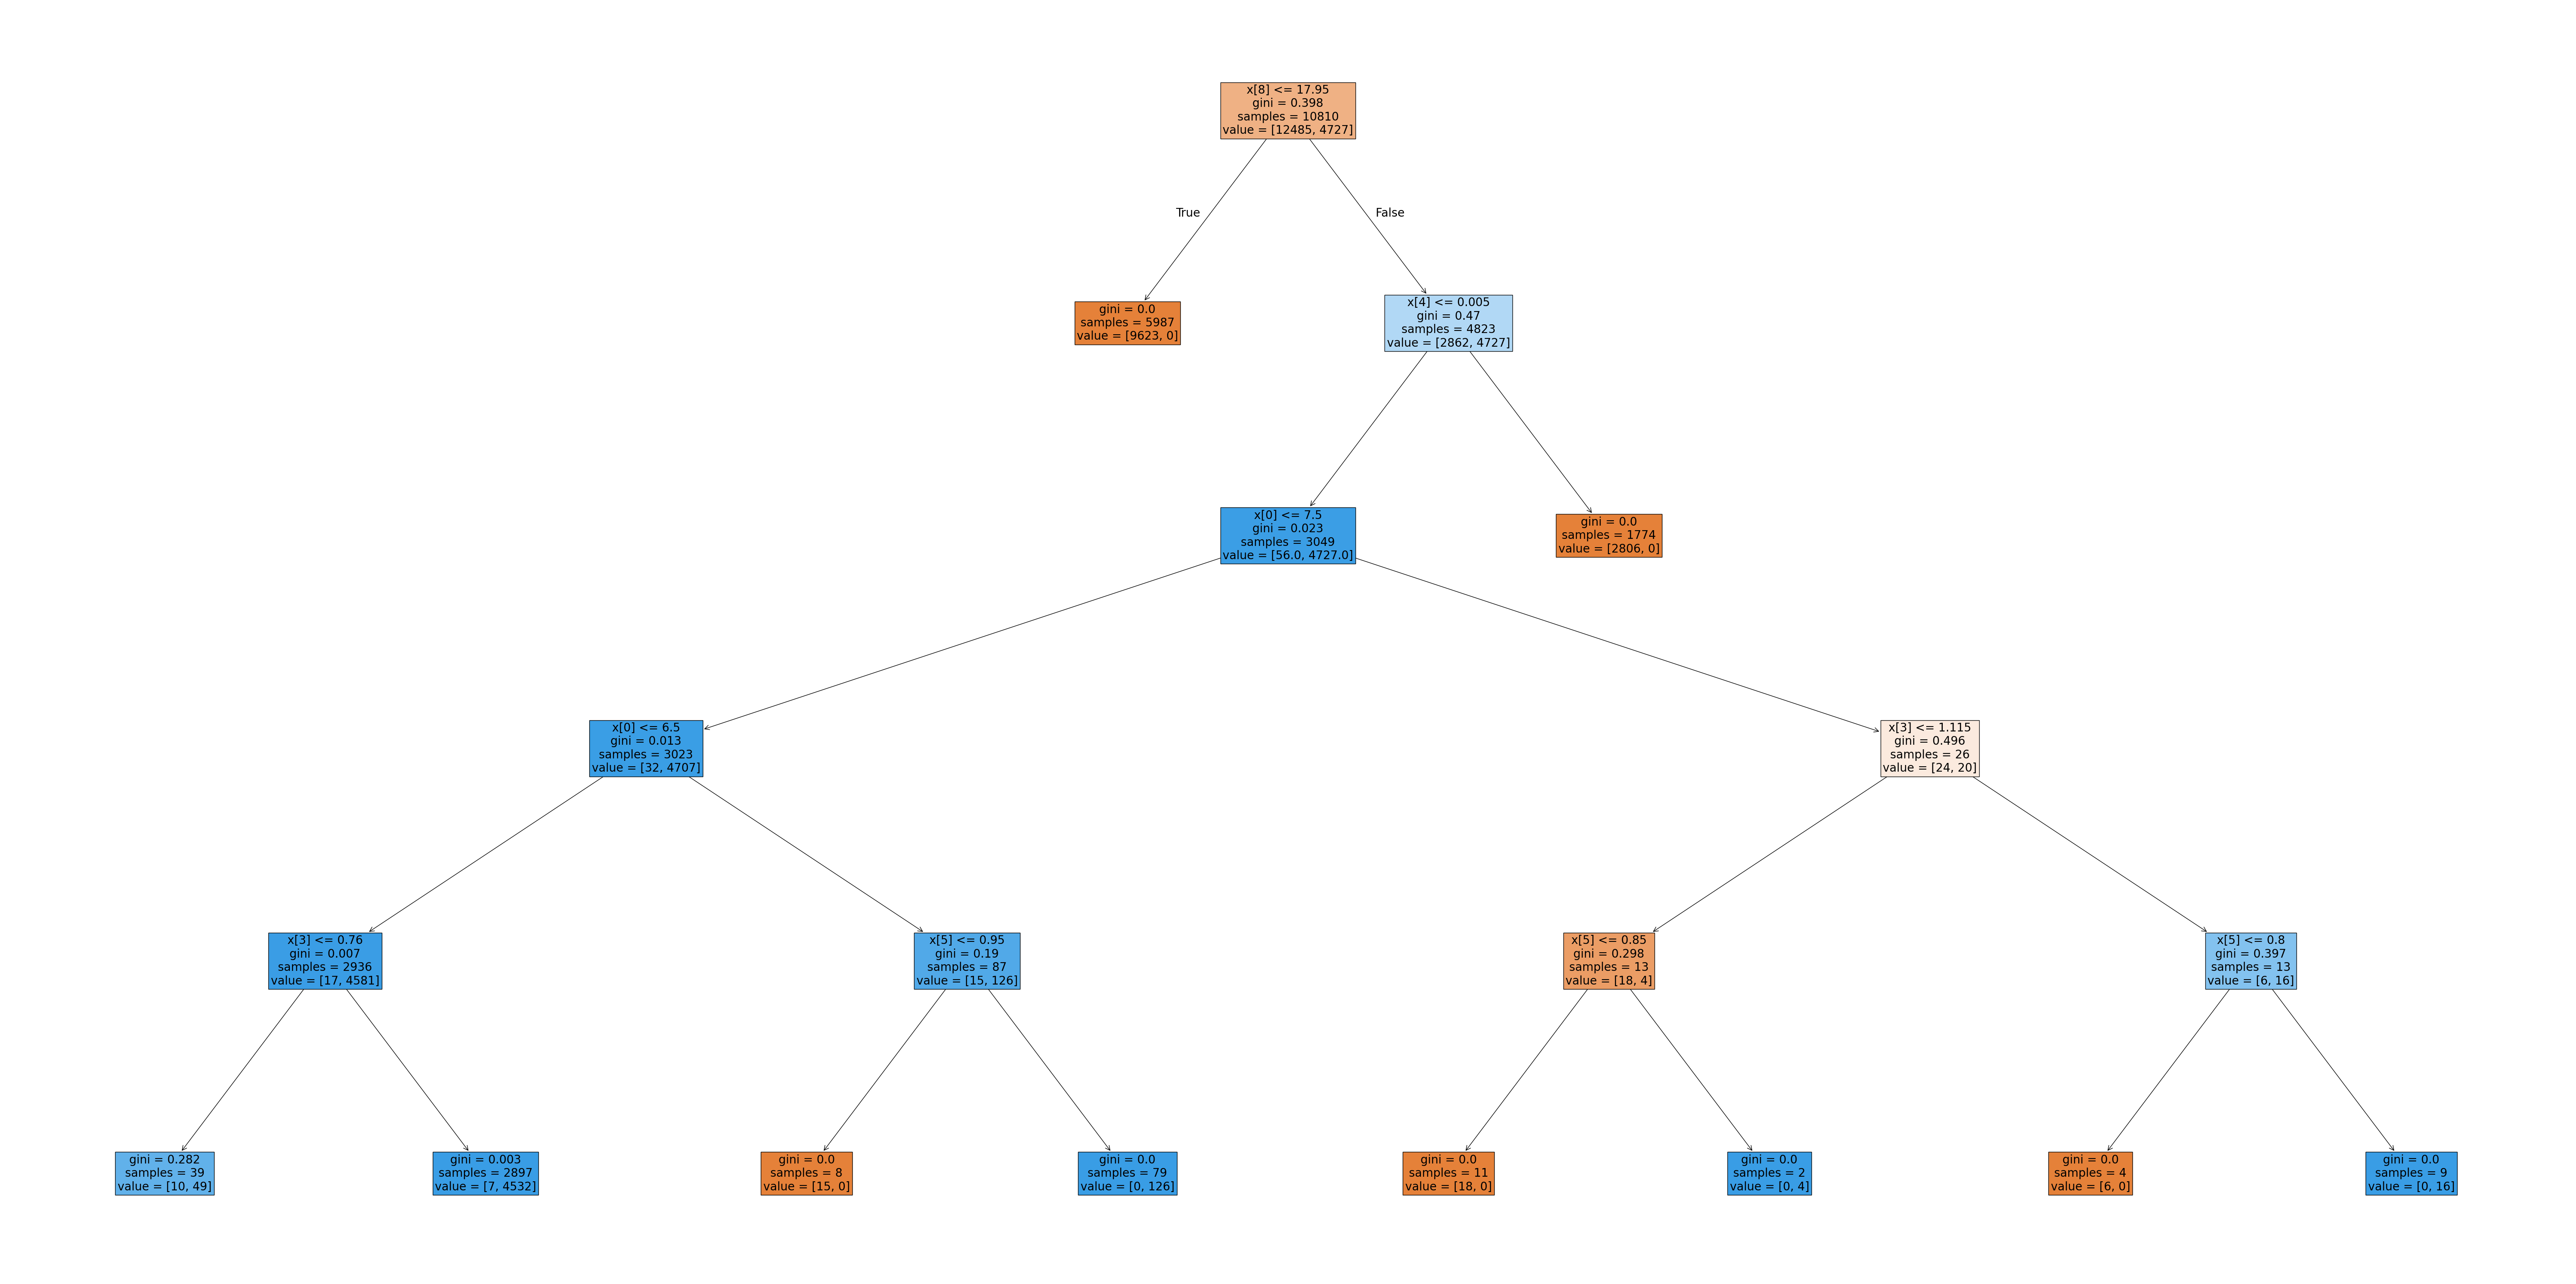 x[8] <= 17.95
gini = 0.398
samples = 10810
value = [12485, 4727]
True
False
gini = 0.0
samples = 5987
value = [9623, 0]
x[4] <= 0.005
gini = 0.47
samples = 4823
value = [2862, 4727]
x[0] <= 7.5
gini = 0.023
samples = 3049
value = [56.0, 4727.0]
gini = 0.0
samples = 1774
value = [2806, 0]
x[0] <= 6.5
gini = 0.013
samples = 3023
value = [32, 4707]
x[3] <= 1.115
gini = 0.496
samples = 26
value = [24, 20]
x[3] <= 0.76
gini = 0.007
samples = 2936
value = [17, 4581]
x[5] <= 0.95
gini = 0.19
samples = 87
value = [15, 126]
x[5] <= 0.85
gini = 0.298
samples = 13
value = [18, 4]
x[5] <= 0.8
gini = 0.397
samples = 13
value = [6, 16]
gini = 0.282
samples = 39
value = [10, 49]
gini = 0.003
samples = 2897
value = [7, 4532]
gini = 0.0
samples = 8
value = [15, 0]
gini = 0.0
samples = 79
value = [0, 126]
gini = 0.0
samples = 11
value = [18, 0]
gini = 0.0
samples = 2
value = [0, 4]
gini = 0.0
samples = 4
value = [6, 0]
gini = 0.0
samples = 9
value = [0, 16]